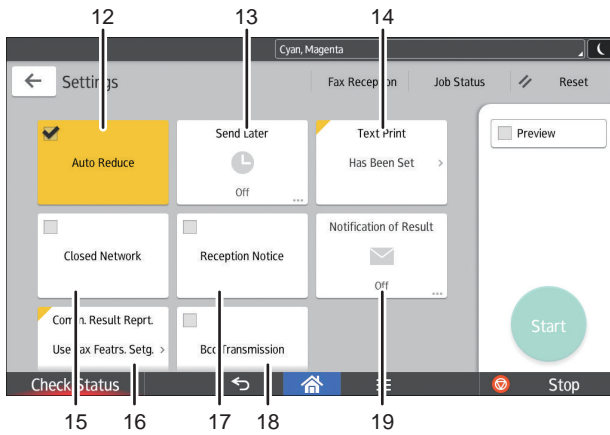 12 13 14
Cyan, Magenta
Settings Fax Reception Job Status Reset
Auto Reduce
Send Later
Off
Text Print
Has Been Set
Preview
Closed Network
Reception Notice
Notification of Result
Off
Comm. Result Reprt.
Use Fax Featrs. Setg.
Bcc Transmission
Start
Check Status Stop
15 16 17 18 19